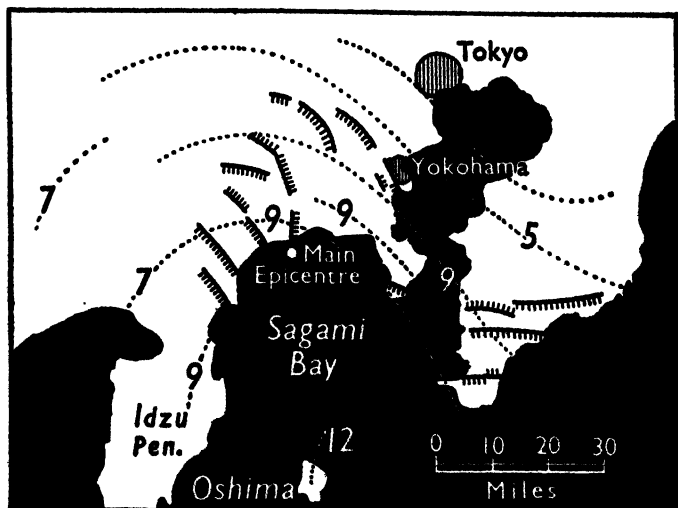 Tokyo
Yokohama
7
9
9
5
Main
Epicentre
7
9
Sagami
Bay
9
Idzu
Pen.
12
0 10 20 30
Miles
Oshima